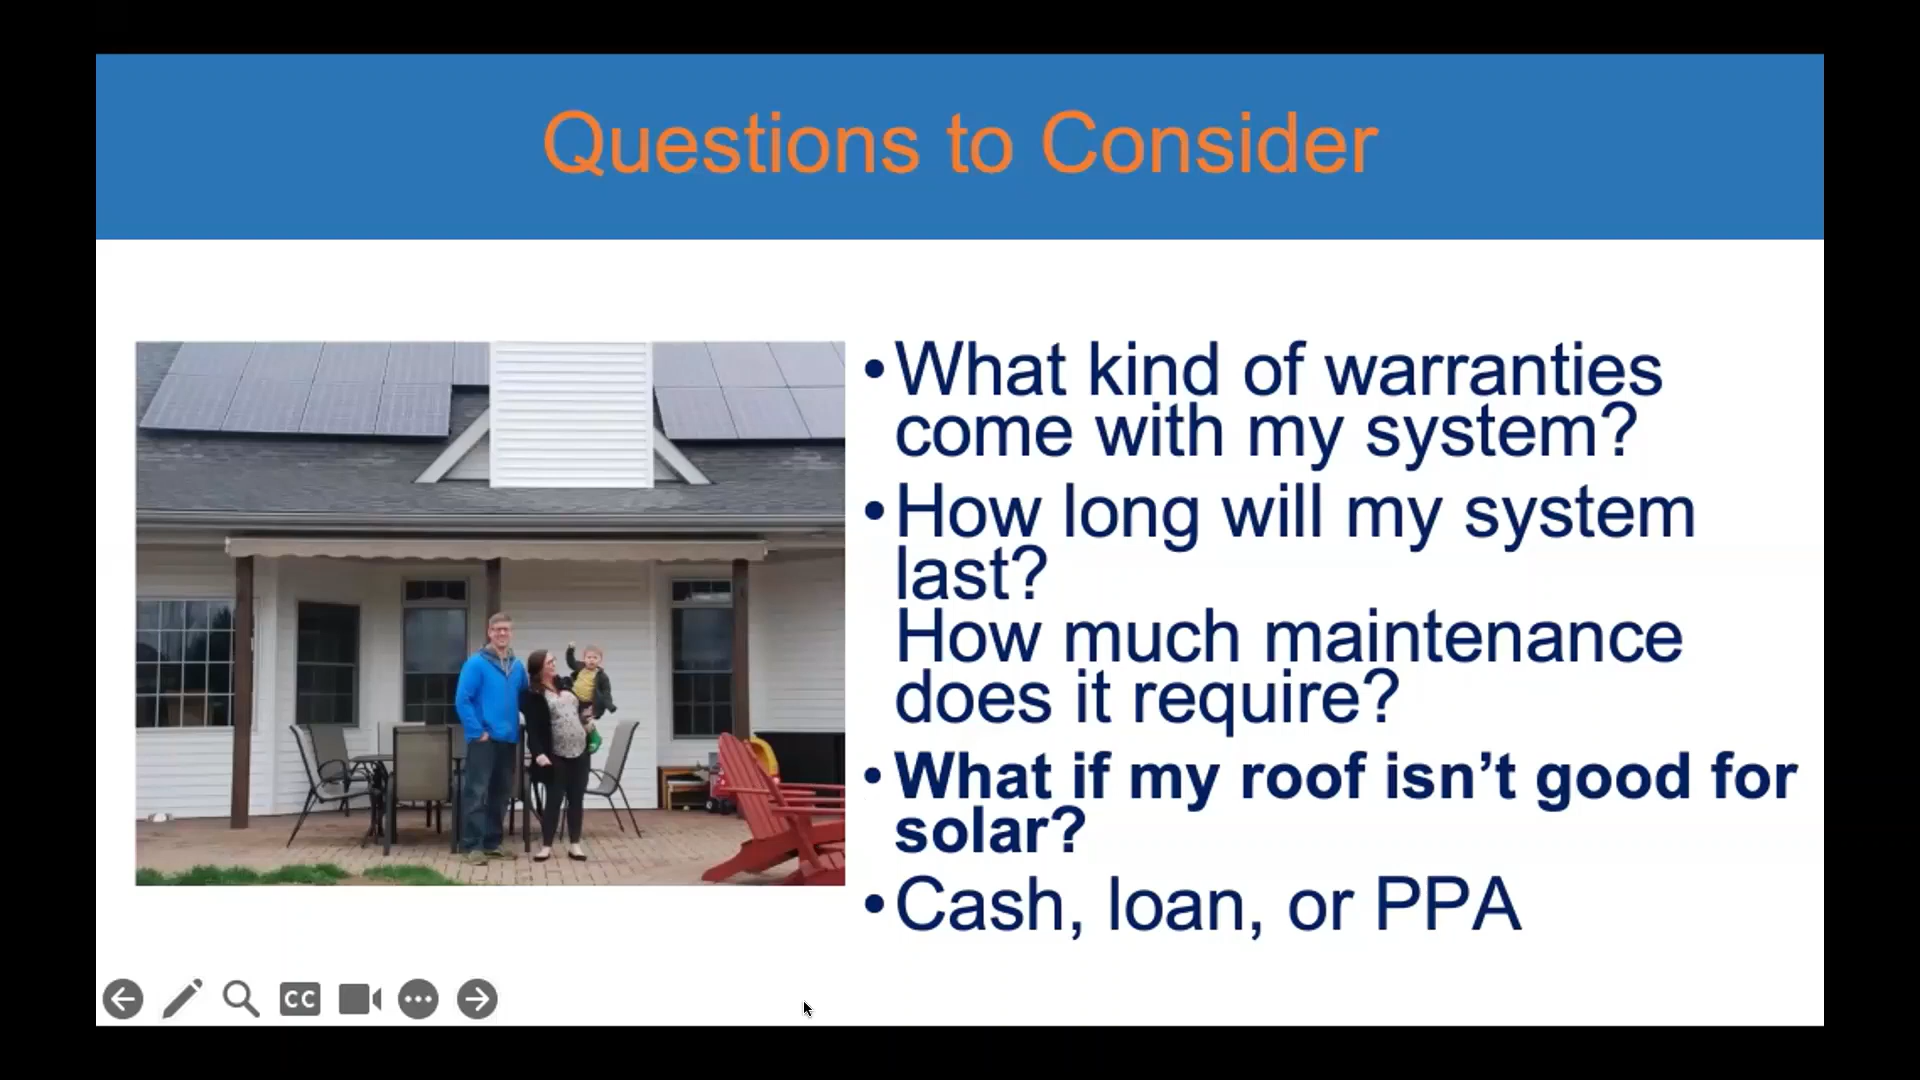 Questions to Consider
•What kind of warranties
come with my system?
•How long will my system
last?
How much maintenance
does it require?
•What if my roof isn’t good for
solar?
•Cash, loan, or PPA
CC